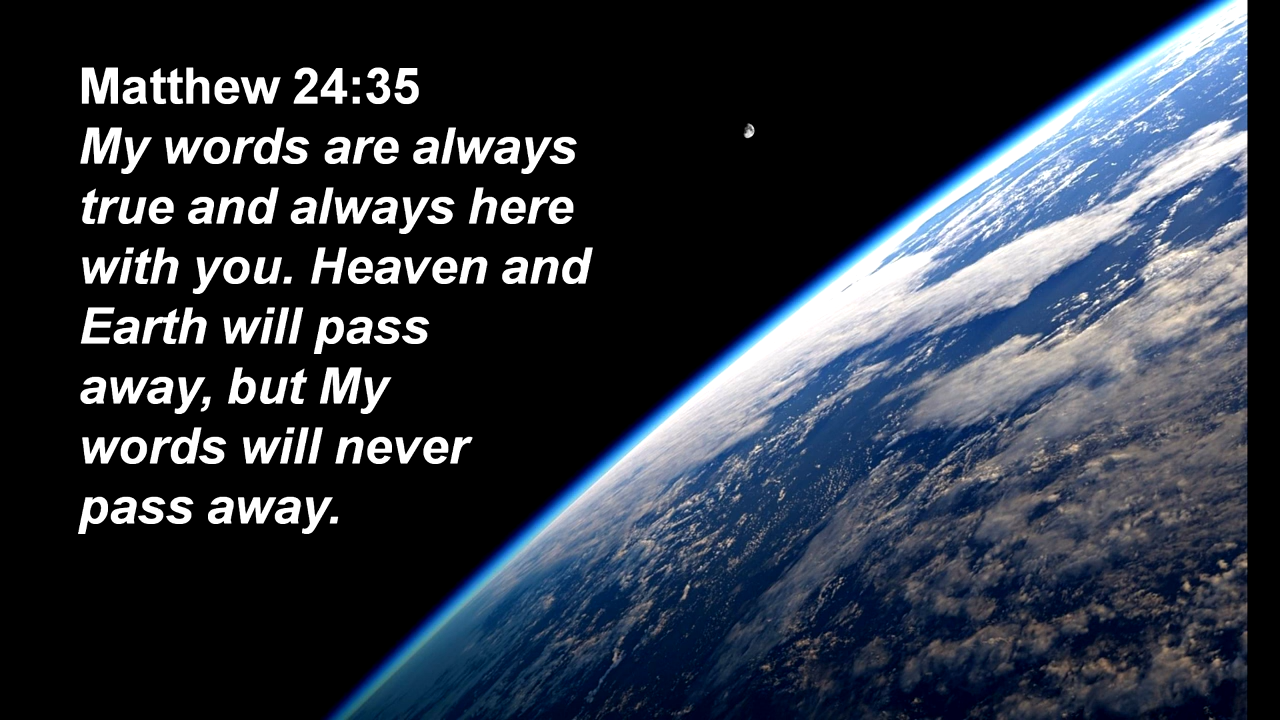 Matthew 24:35
My words are always
true and always here
with you. Heaven and
Earth will pass
away, but My
words will never
pass away.